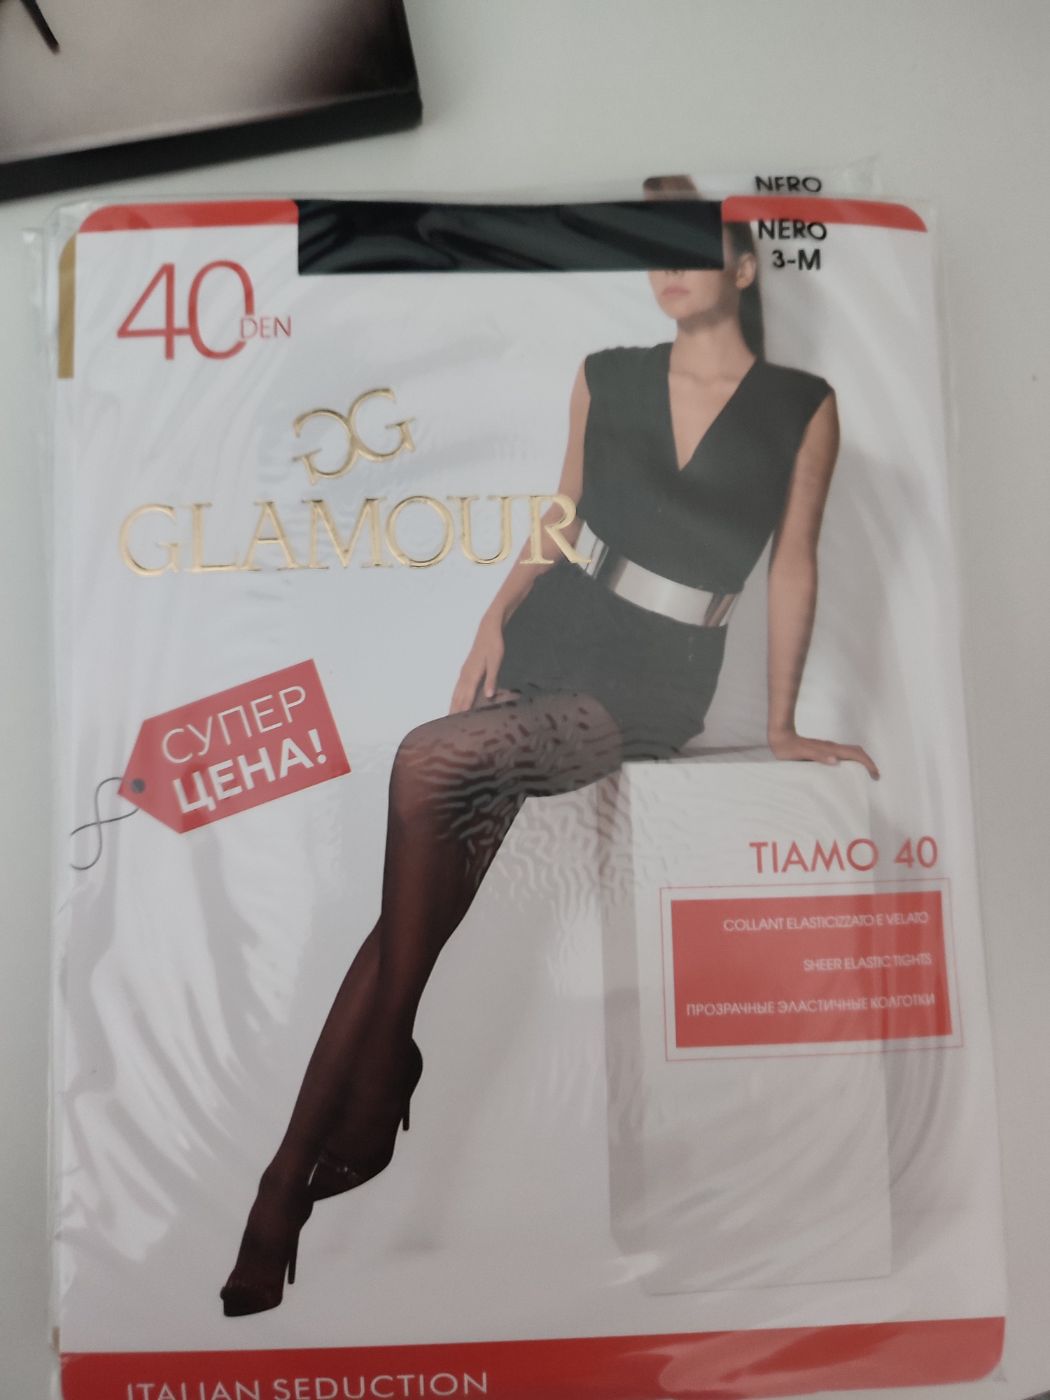 NERO
NERO
3-M
40
DEN
GG
GLAMOUR
СУПЕР
ЦЕНА!
TIAMO 40
COLLANT ELASTICIZZATO E VELATO
SHEER ELASTIC TIGHTS
ПРОЗРАЧНЫЕ ЭЛАСТИЧНЫЕ КОЛГОТКИ
ITALIAN SEDUCTION